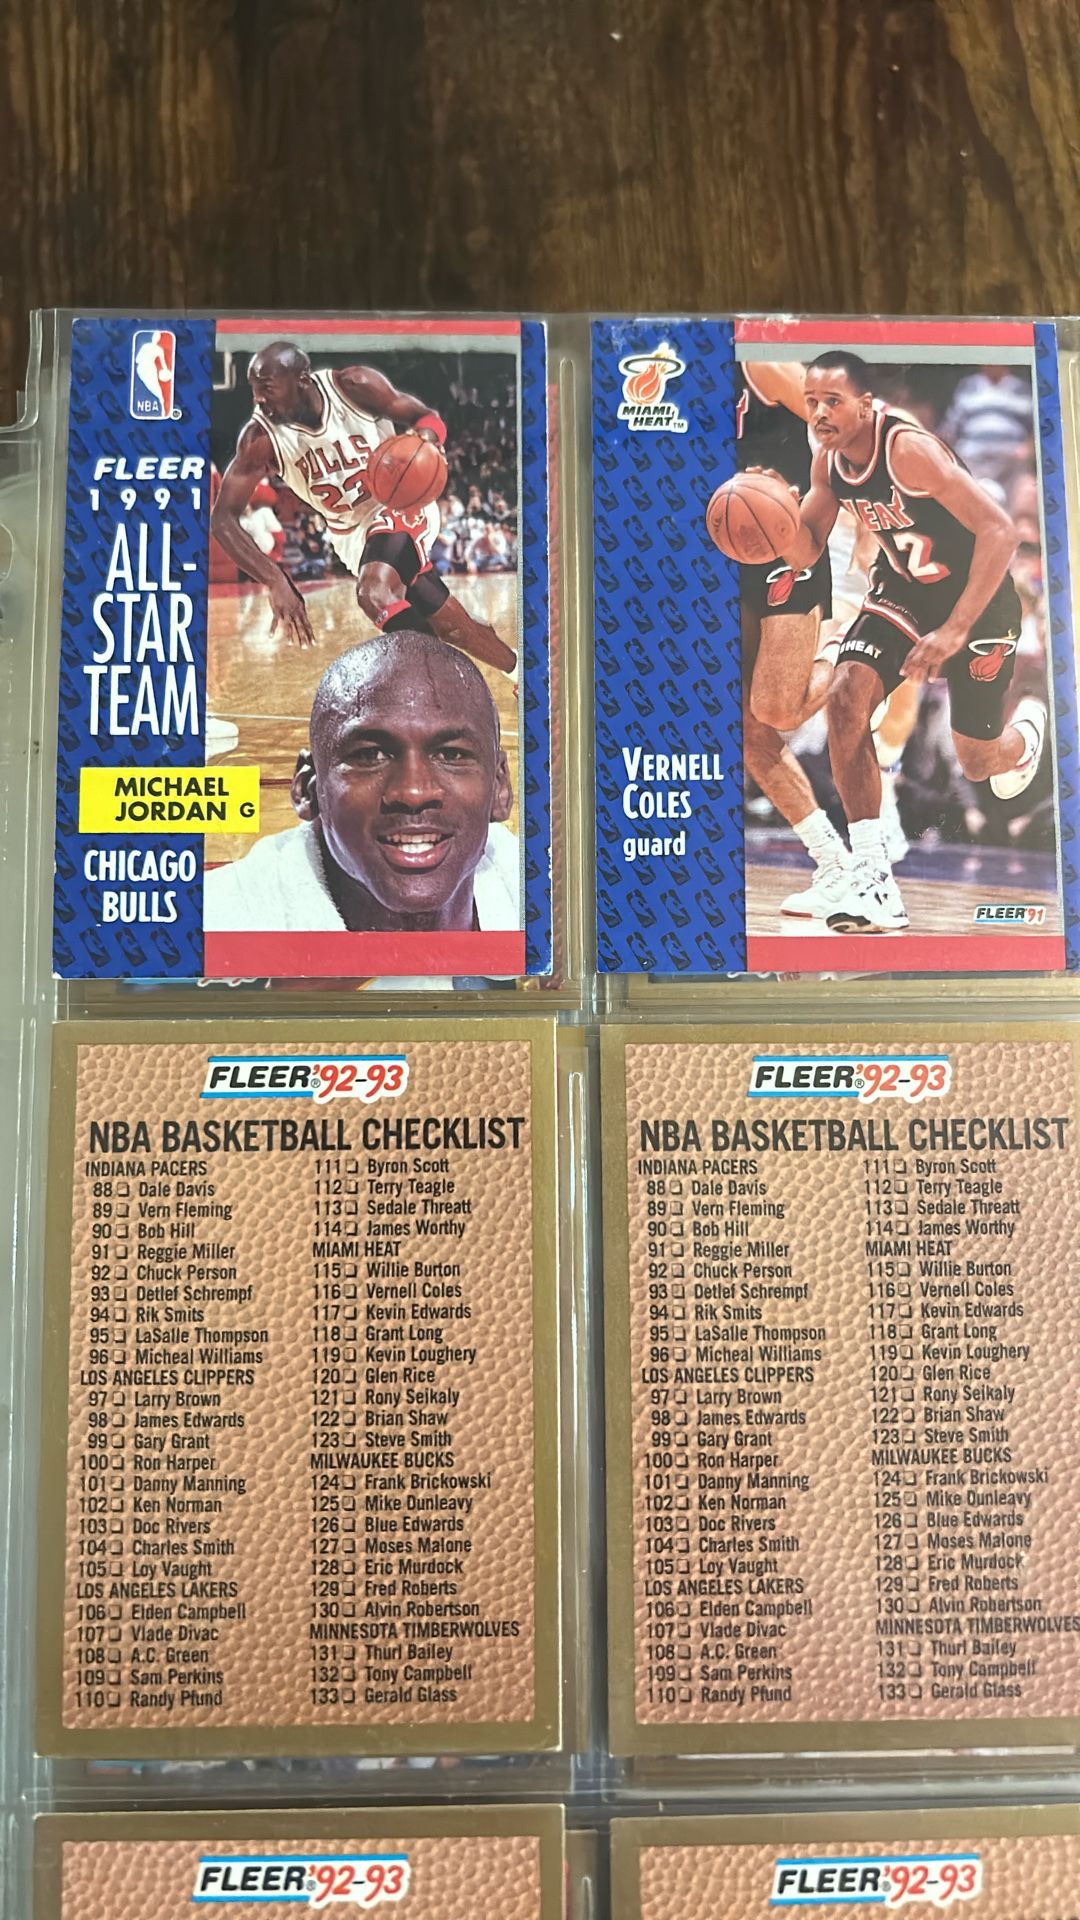 NBA
FLEER
1991
ALL-
STAR
TEAM
MICHAEL
JORDAN G
CHICAGO
BULLS
BULLS
23
MIAMI
HEAT TM
HEAT
12
HEAT
VERNELL
COLES
guard
FLEER '91
FLEER® '92-93
NBA BASKETBALL CHECKLIST
INDIANA PACERS
88 Dale Davis
89 Vern Fleming
90 Bob Hill
91 Reggie Miller
92 Chuck Person
93 Detlef Schrempf
94 Rik Smits
95 LaSalle Thompson
96 Micheal Williams
LOS ANGELES CLIPPERS
97 Larry Brown
98 James Edwards
99 Gary Grant
100 Ron Harper
101 Danny Manning
102 Ken Norman
103 Doc Rivers
104 Charles Smith
105 Loy Vaught
LOS ANGELES LAKERS
106 Elden Campbell
107 Vlade Divac
108 A.C. Green
109 Sam Perkins
110 Randy Pfund
111 Byron Scott
112 Terry Teagle
113 Sedale Threatt
114 James Worthy
MIAMI HEAT
115 Willie Burton
116 Vernell Coles
117 Kevin Edwards
118 Grant Long
119 Kevin Loughery
120 Glen Rice
121 Rony Seikaly
122 Brian Shaw
123 Steve Smith
MILWAUKEE BUCKS
124 Frank Brickowski
125 Mike Dunleavy
126 Blue Edwards
127 Moses Malone
128 Eric Murdock
129 Fred Roberts
130 Alvin Robertson
MINNESOTA TIMBERWOLVES
131 Thurl Bailey
132 Tony Campbell
133 Gerald Glass
FLEER® '92-93
NBA BASKETBALL CHECKLIST
INDIANA PACERS
88 Dale Davis
89 Vern Fleming
90 Bob Hill
91 Reggie Miller
92 Chuck Person
93 Detlef Schrempf
94 Rik Smits
95 LaSalle Thompson
96 Micheal Williams
LOS ANGELES CLIPPERS
97 Larry Brown
98 James Edwards
99 Gary Grant
100 Ron Harper
101 Danny Manning
102 Ken Norman
103 Doc Rivers
104 Charles Smith
105 Loy Vaught
LOS ANGELES LAKERS
106 Elden Campbell
107 Vlade Divac
108 A.C. Green
109 Sam Perkins
110 Randy Pfund
111 Byron Scott
112 Terry Teagle
113 Sedale Threatt
114 James Worthy
MIAMI HEAT
115 Willie Burton
116 Vernell Coles
117 Kevin Edwards
118 Grant Long
119 Kevin Loughery
120 Glen Rice
121 Rony Seikaly
122 Brian Shaw
123 Steve Smith
MILWAUKEE BUCKS
124 Frank Brickowski
125 Mike Dunleavy
126 Blue Edwards
127 Moses Malone
128 Eric Murdock
129 Fred Roberts
130 Alvin Robertson
MINNESOTA TIMBERWOLVES
131 Thurl Bailey
132 Tony Campbell
133 Gerald Glass
FLEER® '92-93
FLEER® '92-93